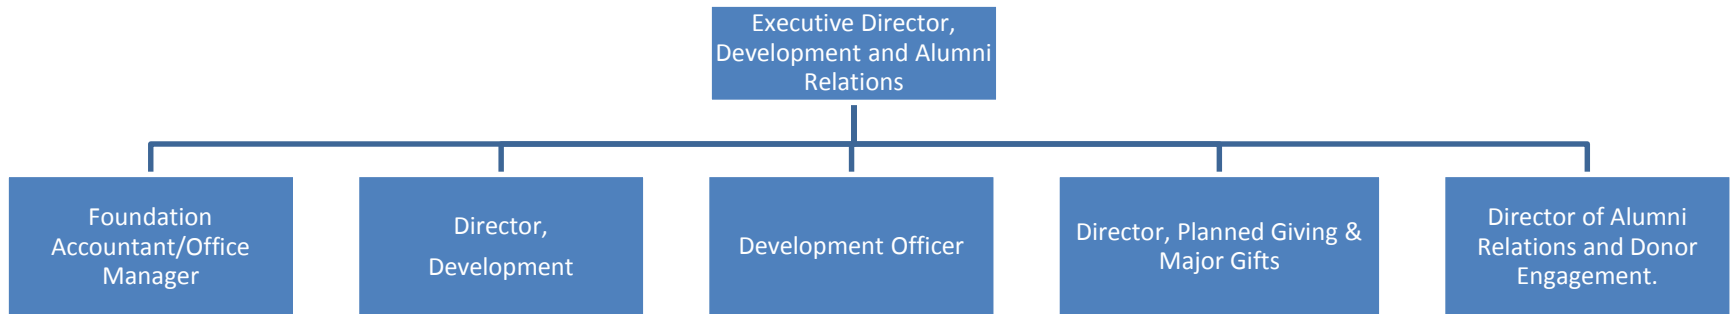 Executive Director,
Development and Alumni
Relations
Foundation
Accountant/Office
Manager
Director,
Development
Development Officer
Director, Planned Giving &
Major Gifts
Director of Alumni
Relations and Donor
Engagement.